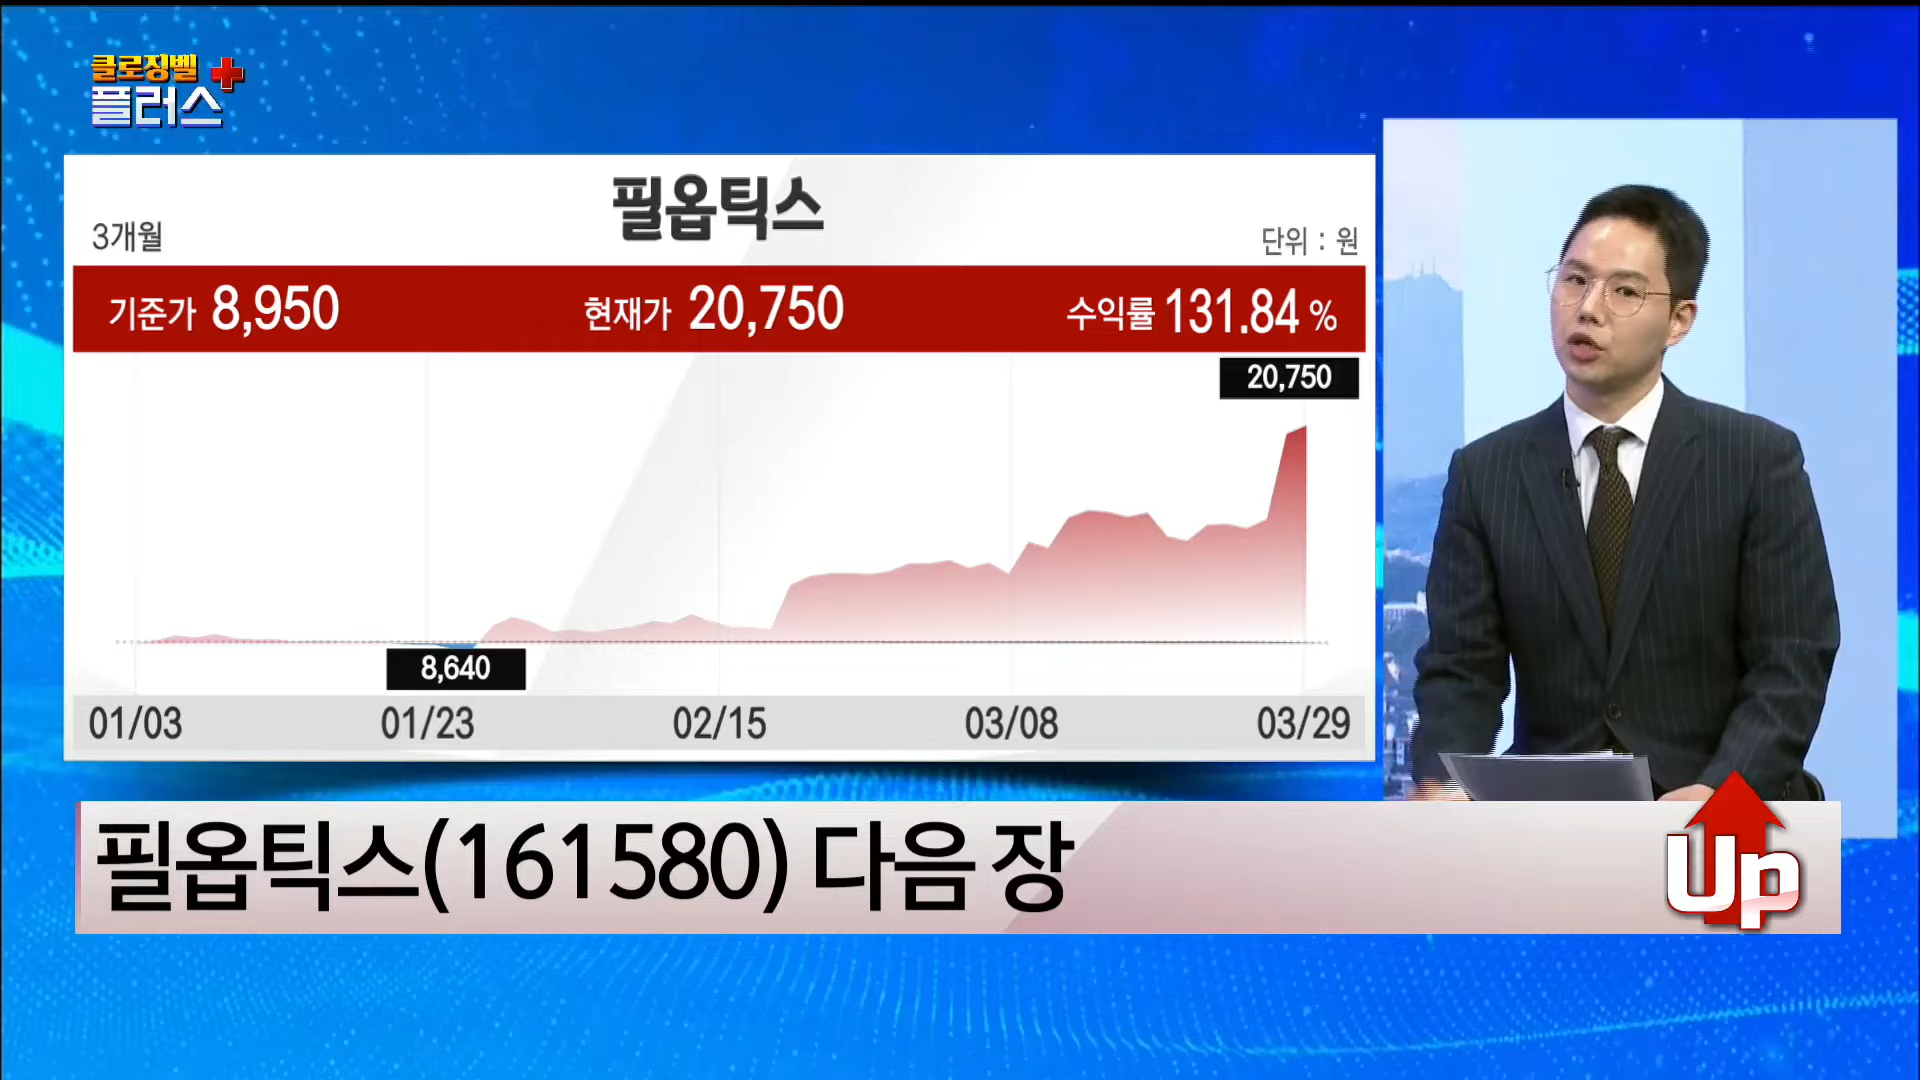 클로징벨
플러스
필옵틱스
3개월
단위 : 원
기준가 8,950 현재가 20,750 수익률 131.84 %
20,750
8,640
01/03 01/23 02/15 03/08 03/29
필옵틱스(161580) 다음 장
Up